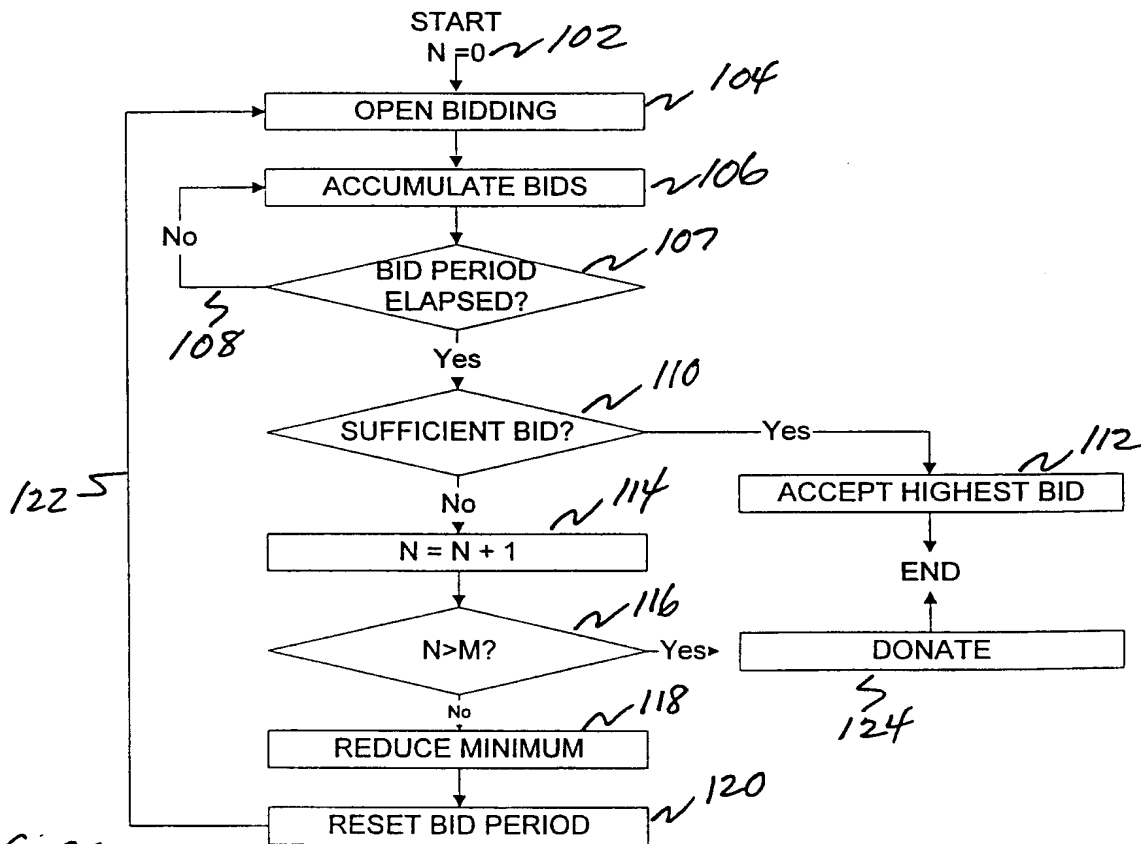 START
N =0 102
OPEN BIDDING 104
ACCUMULATE BIDS 106
No
107
BID PERIOD
ELAPSED?
108
Yes
110
SUFFICIENT BID?
Yes
112
ACCEPT HIGHEST BID
122
No
114
N = N + 1
END
116
N>M?
Yes
DONATE
124
No
118
REDUCE MINIMUM
120
RESET BID PERIOD